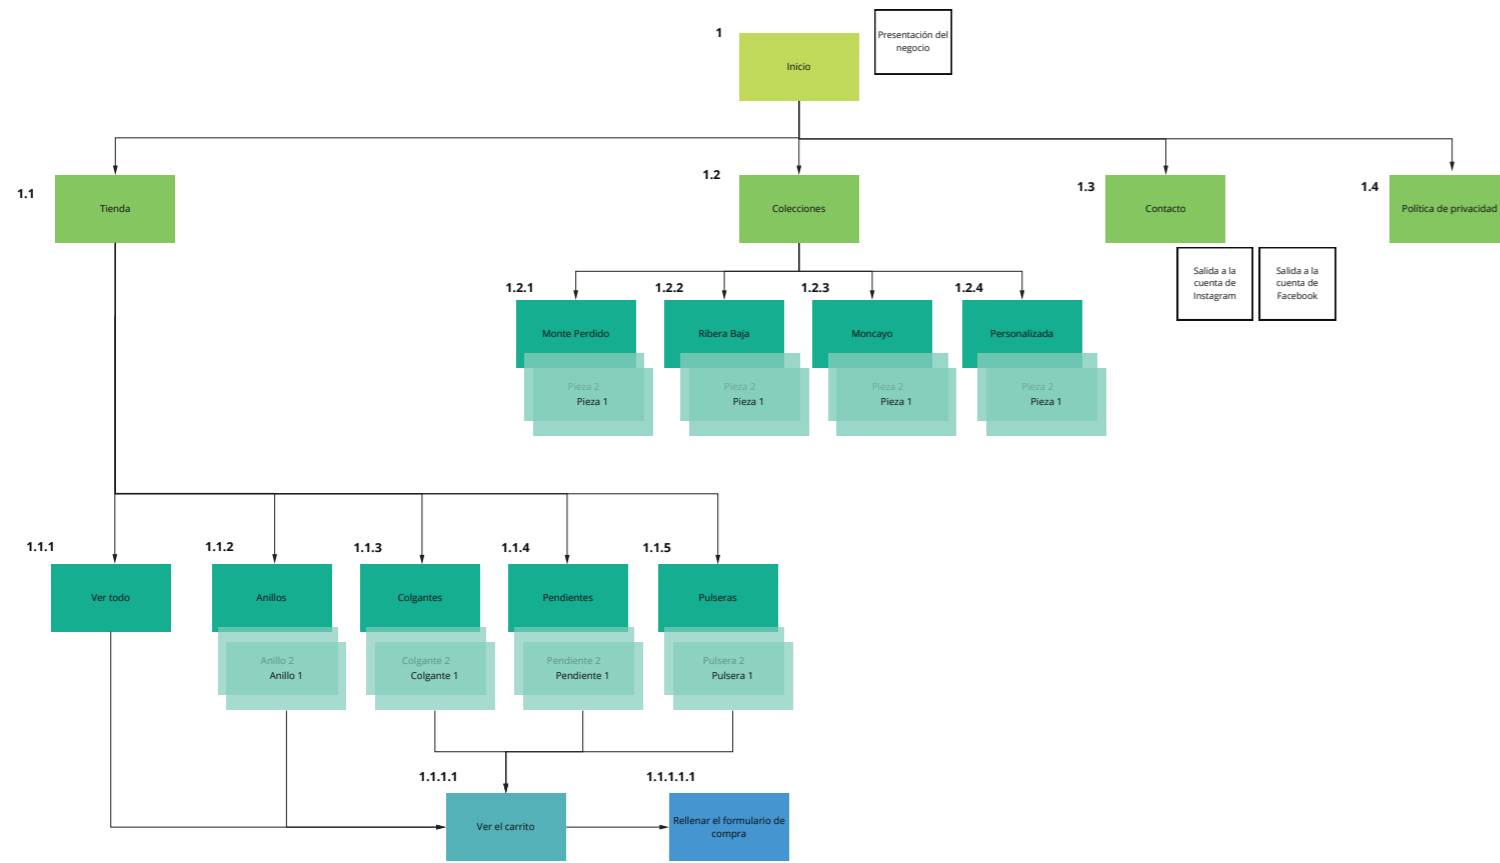 1
Inicio
Presentación del
negocio
1.1
Tienda
1.2
Colecciones
1.3
Contacto
1.4
Política de privacidad
Salida a la
cuenta de
Instagram
Salida a la
cuenta de
Facebook
1.2.1
Monte Perdido
Pieza 2
Pieza 1
1.2.2
Ribera Baja
Pieza 2
Pieza 1
1.2.3
Moncayo
Pieza 2
Pieza 1
1.2.4
Personalizada
Pieza 2
Pieza 1
1.1.1
Ver todo
1.1.2
Anillos
Anillo 2
Anillo 1
1.1.3
Colgantes
Colgante 2
Colgante 1
1.1.4
Pendientes
Pendiente 2
Pendiente 1
1.1.5
Pulseras
Pulsera 2
Pulsera 1
1.1.1.1
Ver el carrito
1.1.1.1.1
Rellenar el formulario de
compra